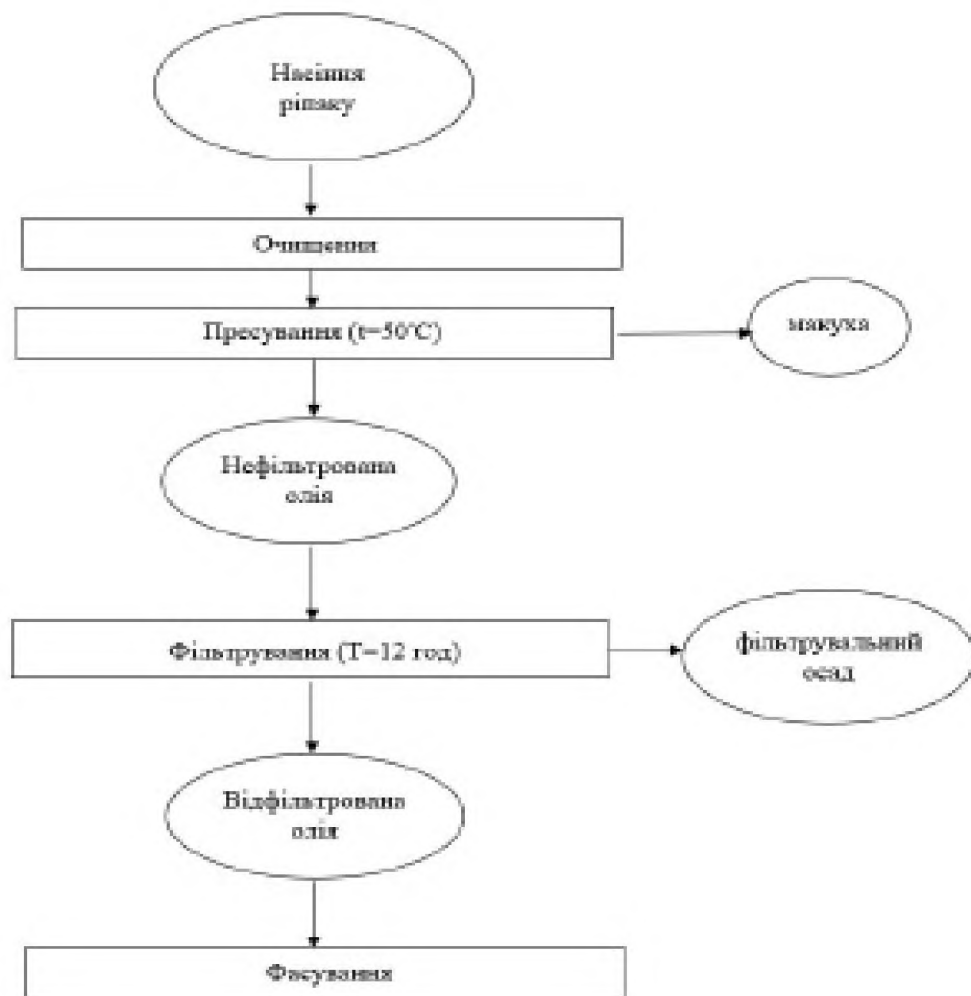 Насіння
ріпаку
Очищення
Пресування (t=50°C)
макуха
Нефільтрована
олія
Фільтрування (Т=12 год)
фільтрувальний
осад
Відфільтрована
олія
Фасування